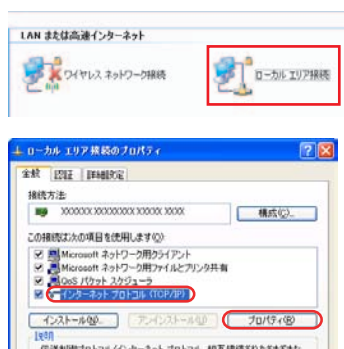 LAN または高速インターネット
ワイヤレス ネットワーク接続
ローカル エリア接続
ローカル エリア接続のプロパティ
全般 認証 詳細設定
接続方法:
XXXXXX XXXXXXXX XXXXX XXXX
構成(C)...
この接続は次の項目を使用します(O):
Microsoft ネットワーク用クライアント
Microsoft ネットワーク用ファイルとプリンタ共有
QoS パケット スケジューラ
インターネット プロトコル (TCP/IP)
インストール(N)...
アンインストール(U)
プロパティ(R)
説明